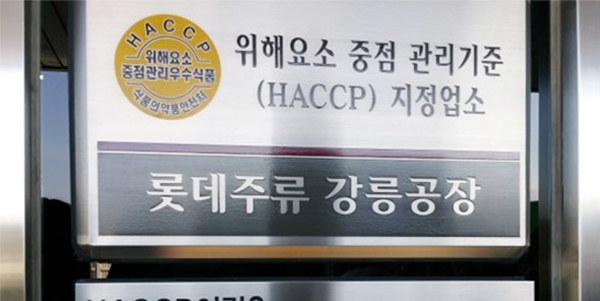 HACCP
위해요소
중점관리우수식품
식품의약품안전처
위해요소 중점 관리기준
(HACCP) 지정업소
롯데주류 강릉공장